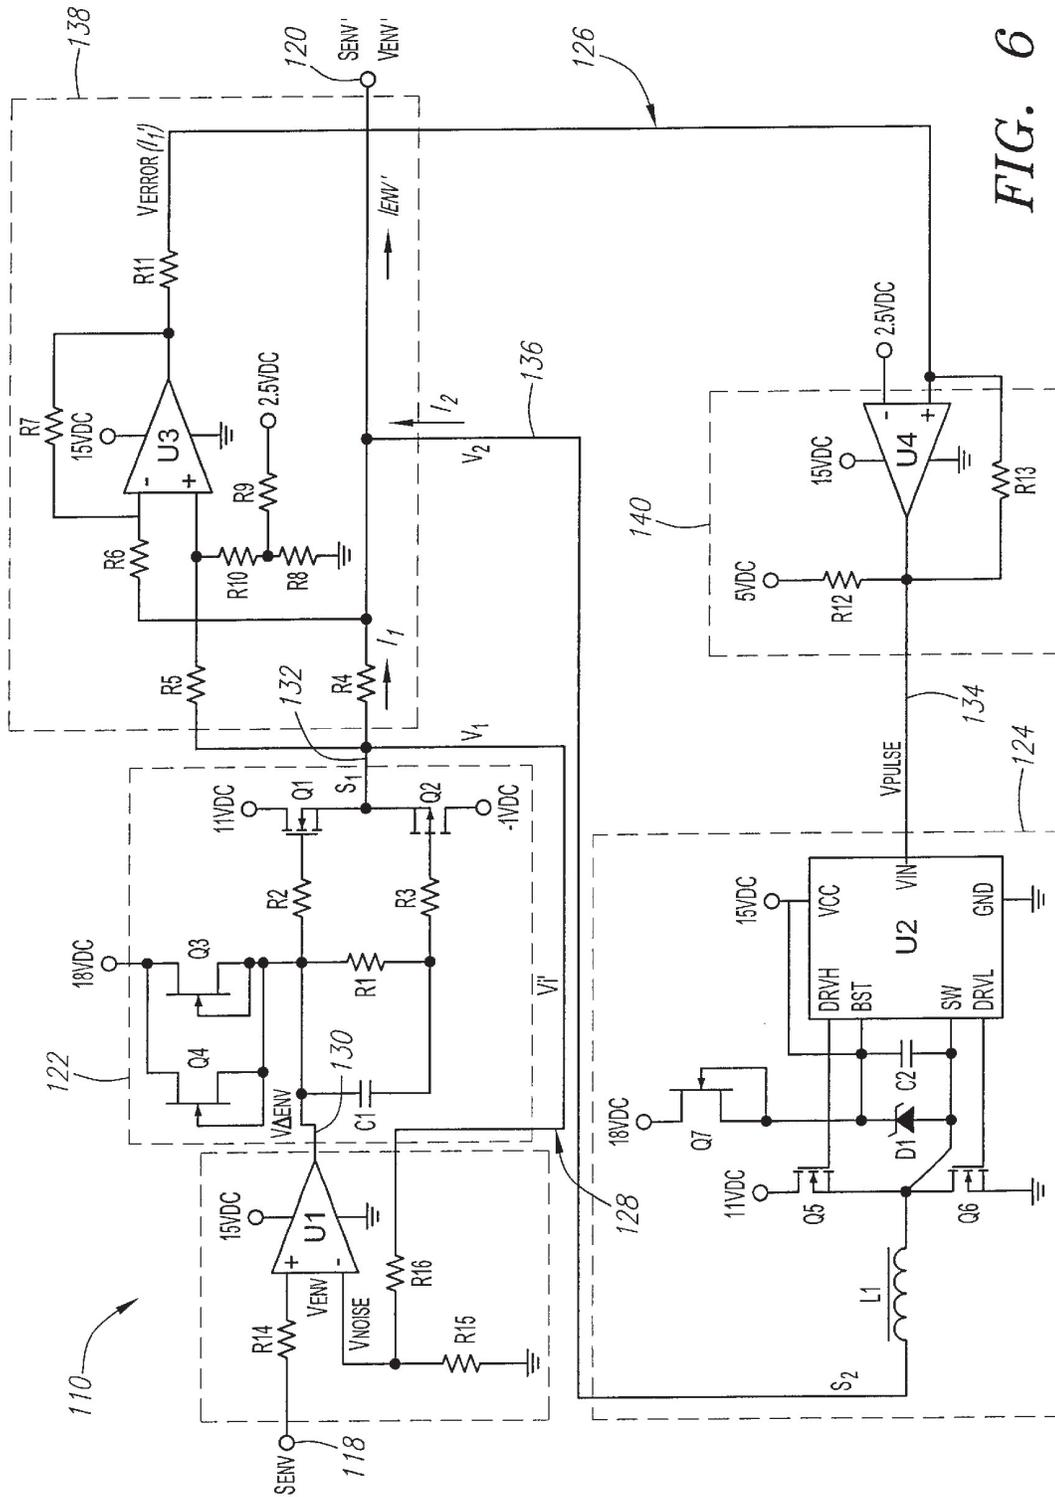 138
120
SENV'
VENV'
VERROR(I1')
126
R11
IENV'
R7
15VDC
U3
-
+
2.5VDC
R9
R6
R10
R8
I2
V2
136
R5
R4
I1
132
V1
S1
2.5VDC
15VDC
-
+
U4
140
R13
5VDC
R12
134
VPULSE
124
122
11VDC
Q1
Q2
-1VDC
R2
R3
18VDC
Q3
Q4
R1
VΔENV
130
C1
Vi'
128
15VDC
U1
+
-
VENV
VNOISE
R14
R16
R15
110
SENV
118
15VDC
VCC
VIN
U2
GND
DRVH
BST
SW
DRVL
18VDC
Q7
C2
D1
11VDC
Q5
Q6
L1
S2
FIG. 6